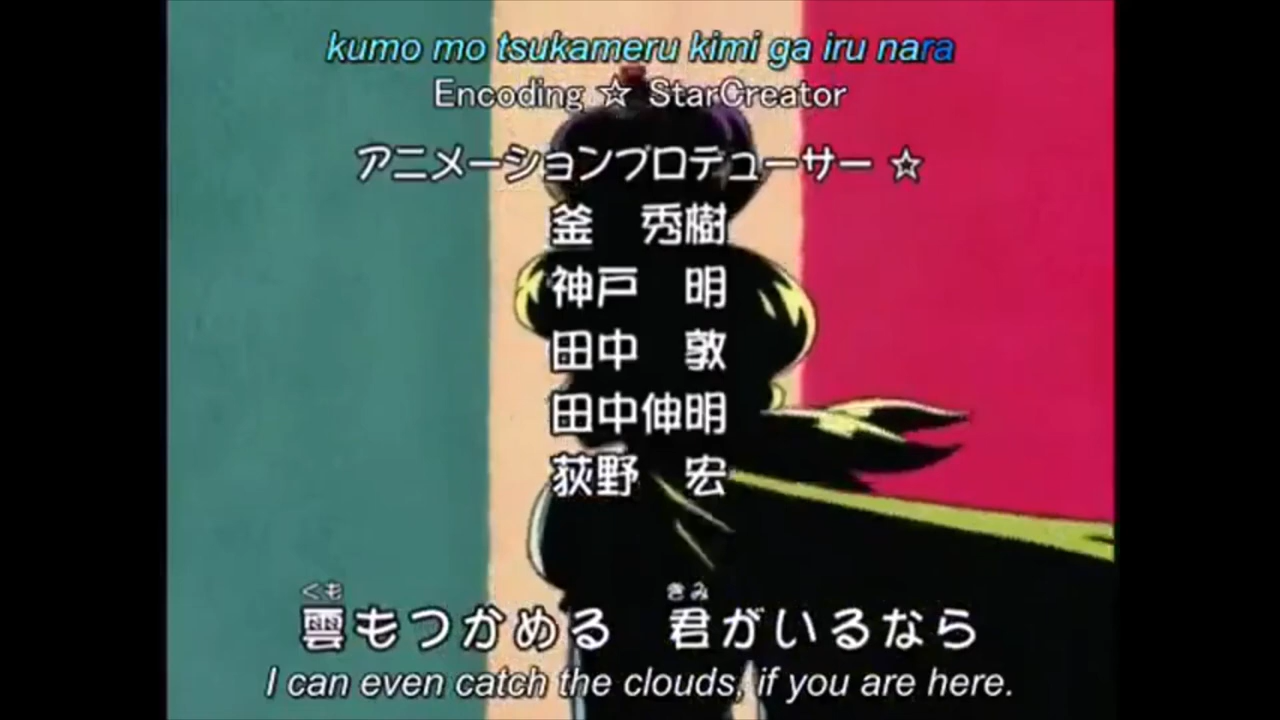 kumo mo tsukameru kimi ga iru nara
Encoding ☆ StarCreator
アニメーションプロデューサー ☆
釜 秀樹
神戸 明
田中 敦
田中伸明
荻野 宏
くも きみ
雲もつかめる 君がいるなら
I can even catch the clouds, if you are here.